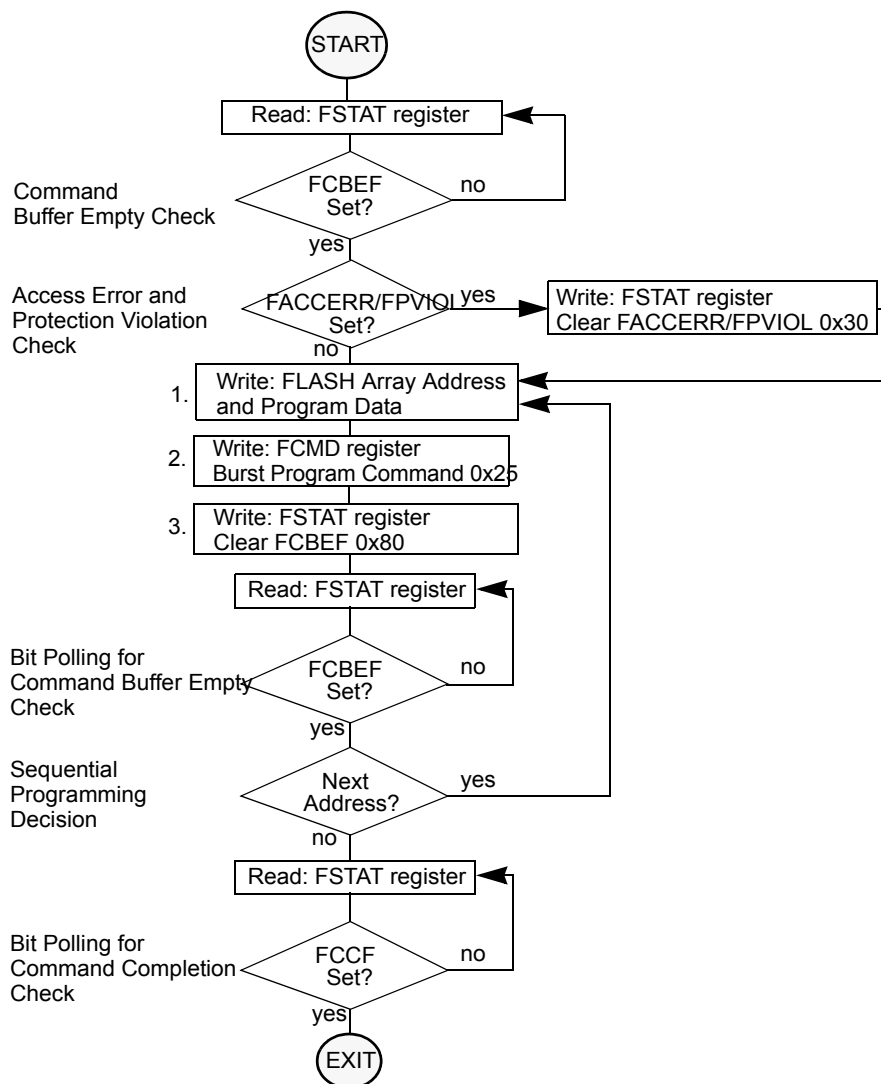 START
Read: FSTAT register
Command
Buffer Empty Check
FCBEF
Set?
no
yes
Access Error and
Protection Violation
Check
FACCERR/FPVIOL
Set?
yes
no
Write: FSTAT register
Clear FACCERR/FPVIOL 0x30
1.
Write: FLASH Array Address
and Program Data
2.
Write: FCMD register
Burst Program Command 0x25
3.
Write: FSTAT register
Clear FCBEF 0x80
Read: FSTAT register
Bit Polling for
Command Buffer Empty
Check
FCBEF
Set?
no
yes
Sequential
Programming
Decision
Next
Address?
yes
no
Read: FSTAT register
Bit Polling for
Command Completion
Check
FCCF
Set?
no
yes
EXIT